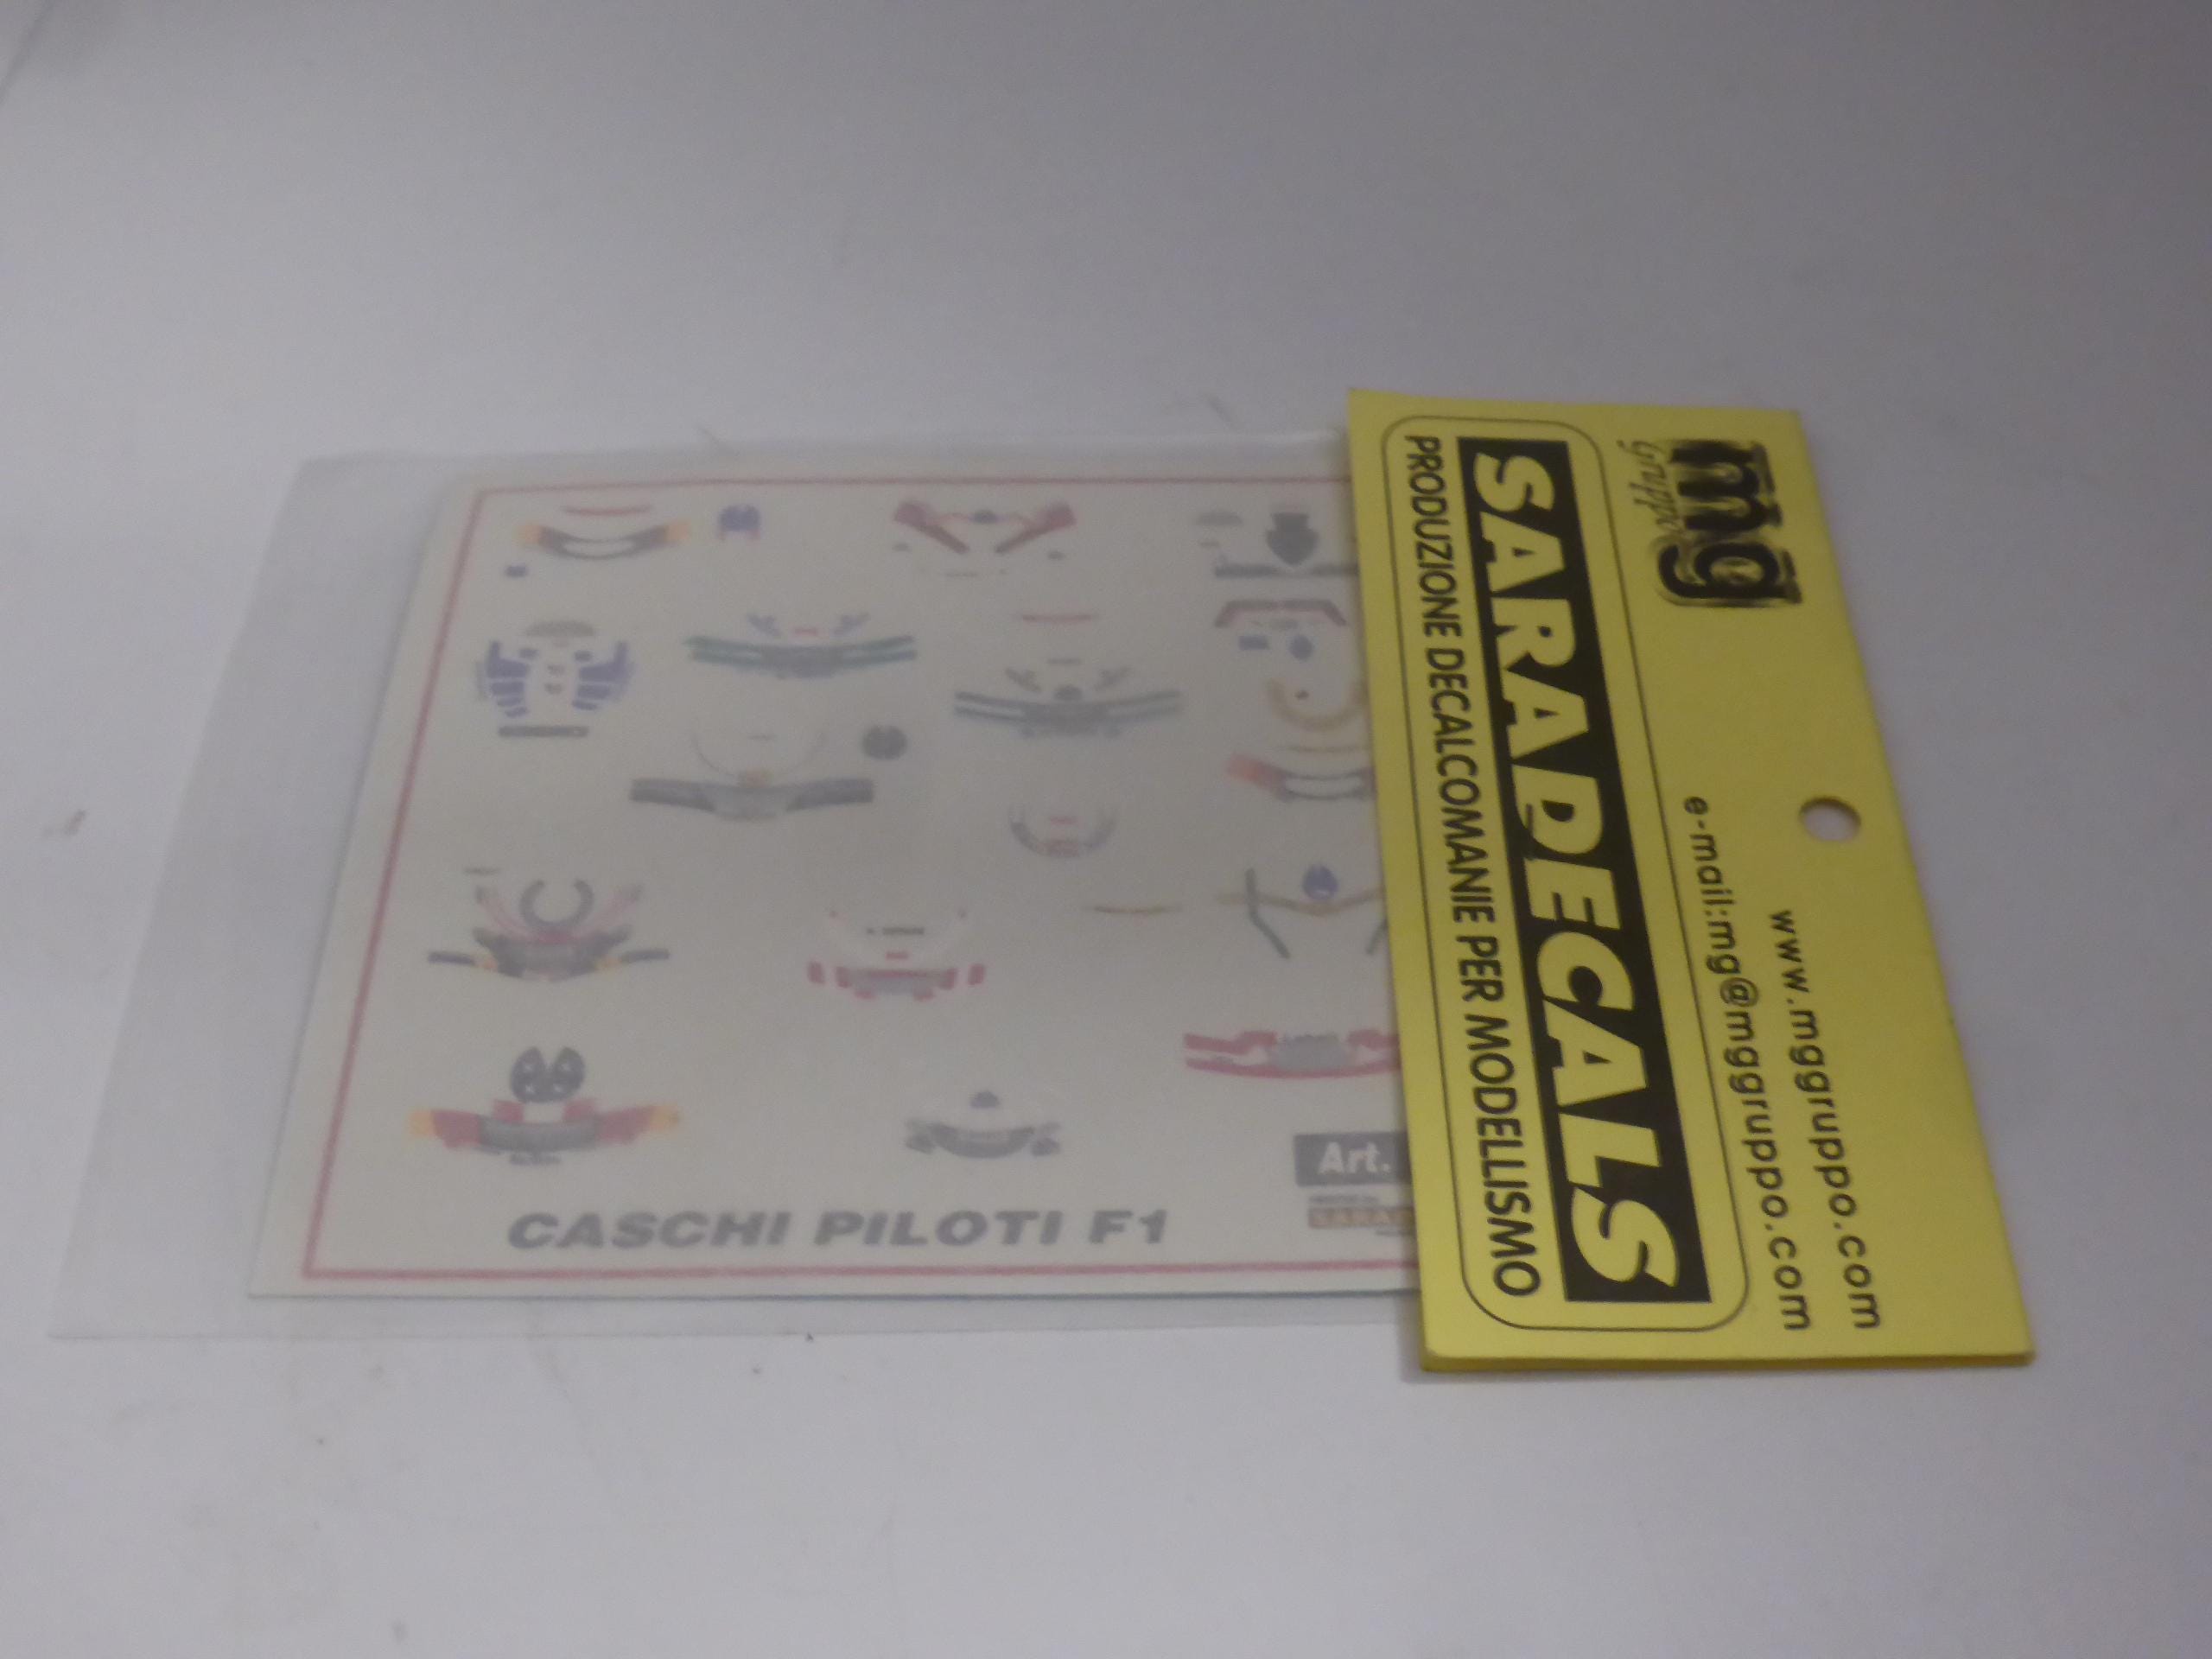 mg
Gruppo
SARADECALS
PRODUZIONE DECALCOMANIE PER MODELLISMO
www.mggruppo.com
e-mail:mg@mggruppo.com
Art.
CASCHI PILOTI F1